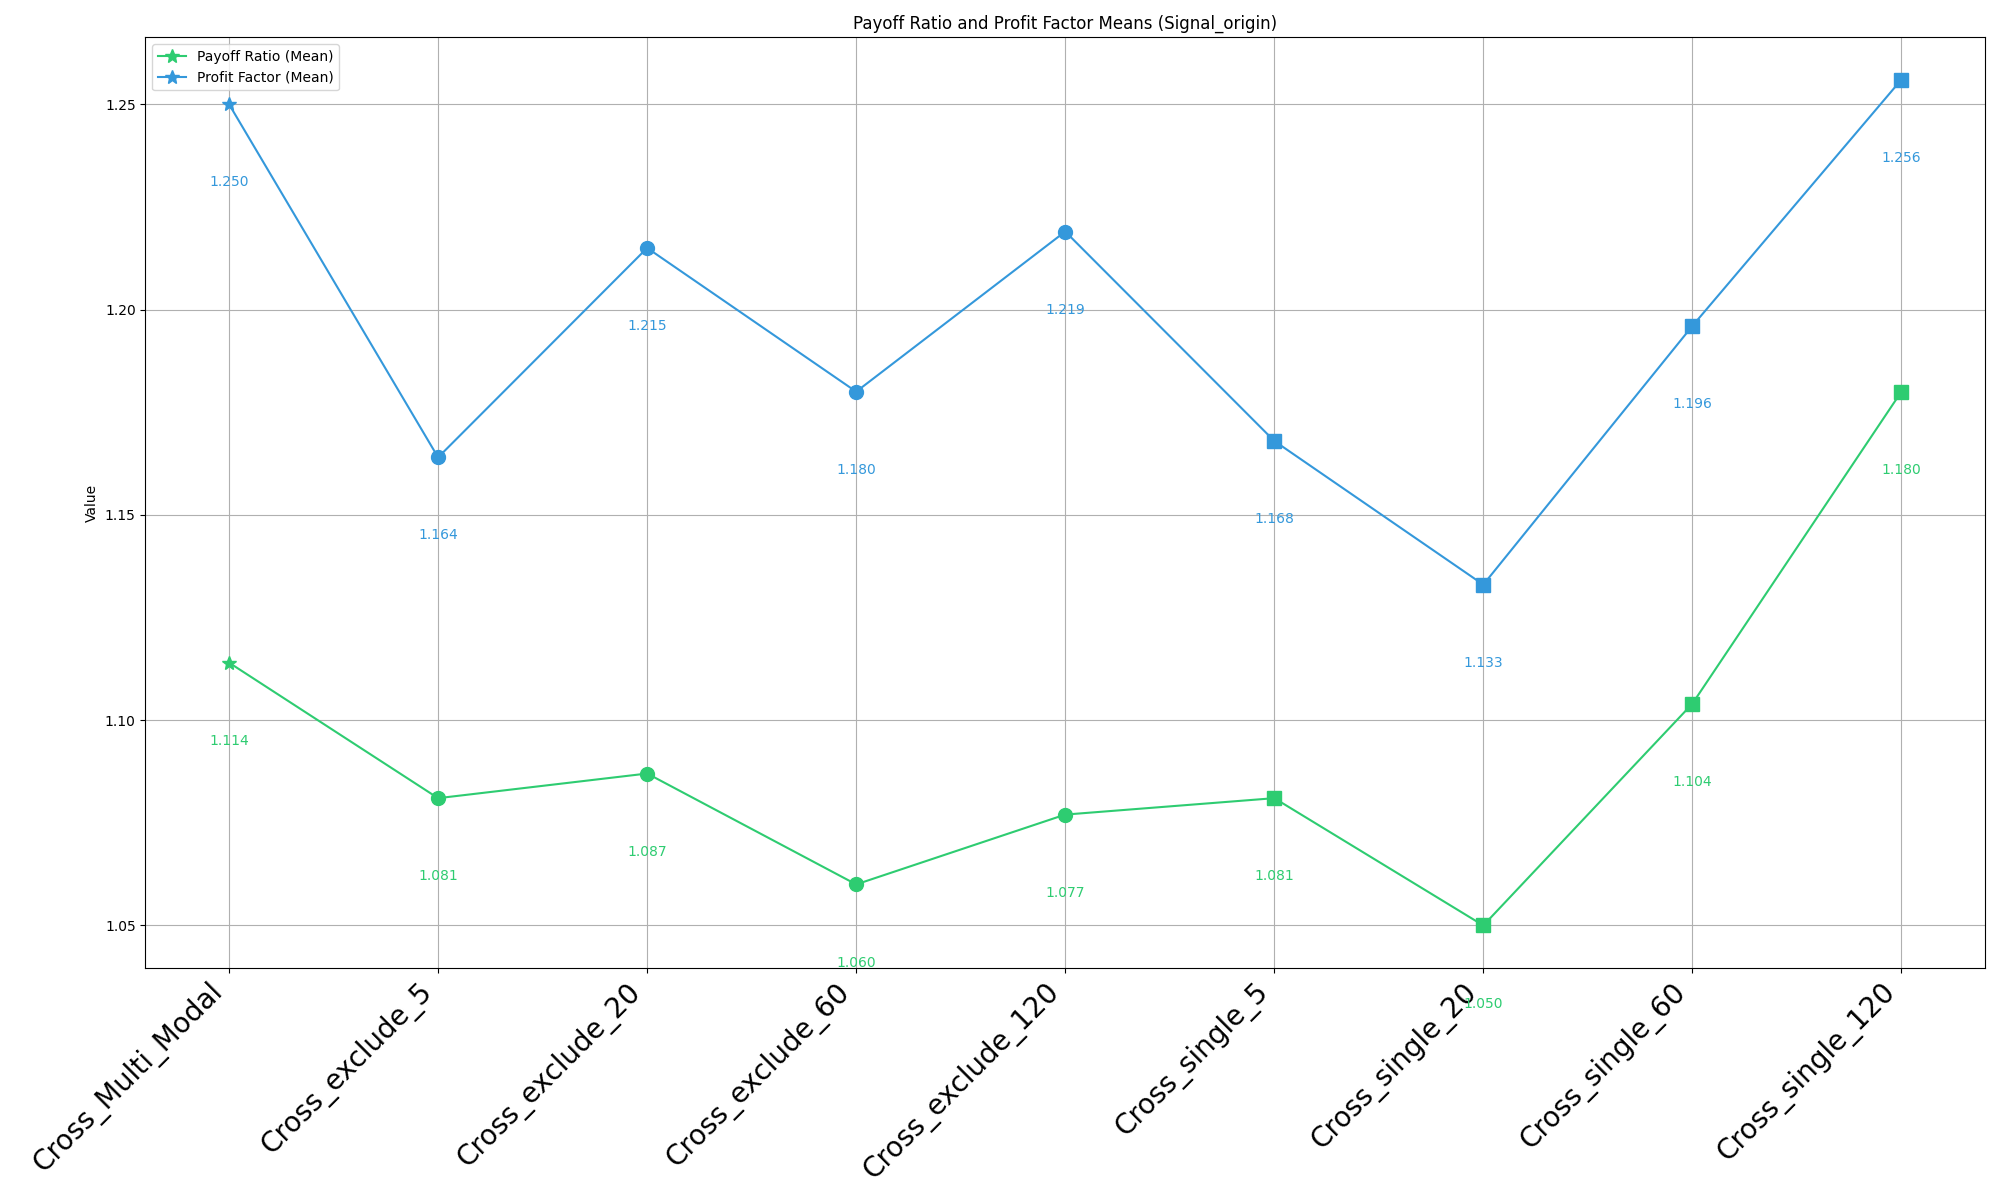 Payoff Ratio and Profit Factor Means (Signal_origin)
Payoff Ratio (Mean)
Profit Factor (Mean)
Value
1.25
1.20
1.15
1.10
1.05
1.250
1.164
1.215
1.180
1.219
1.168
1.133
1.196
1.256
1.114
1.081
1.087
1.060
1.077
1.081
1.050
1.104
1.180
Cross_Multi_Modal
Cross_exclude_5
Cross_exclude_20
Cross_exclude_60
Cross_exclude_120
Cross_single_5
Cross_single_20
Cross_single_60
Cross_single_120